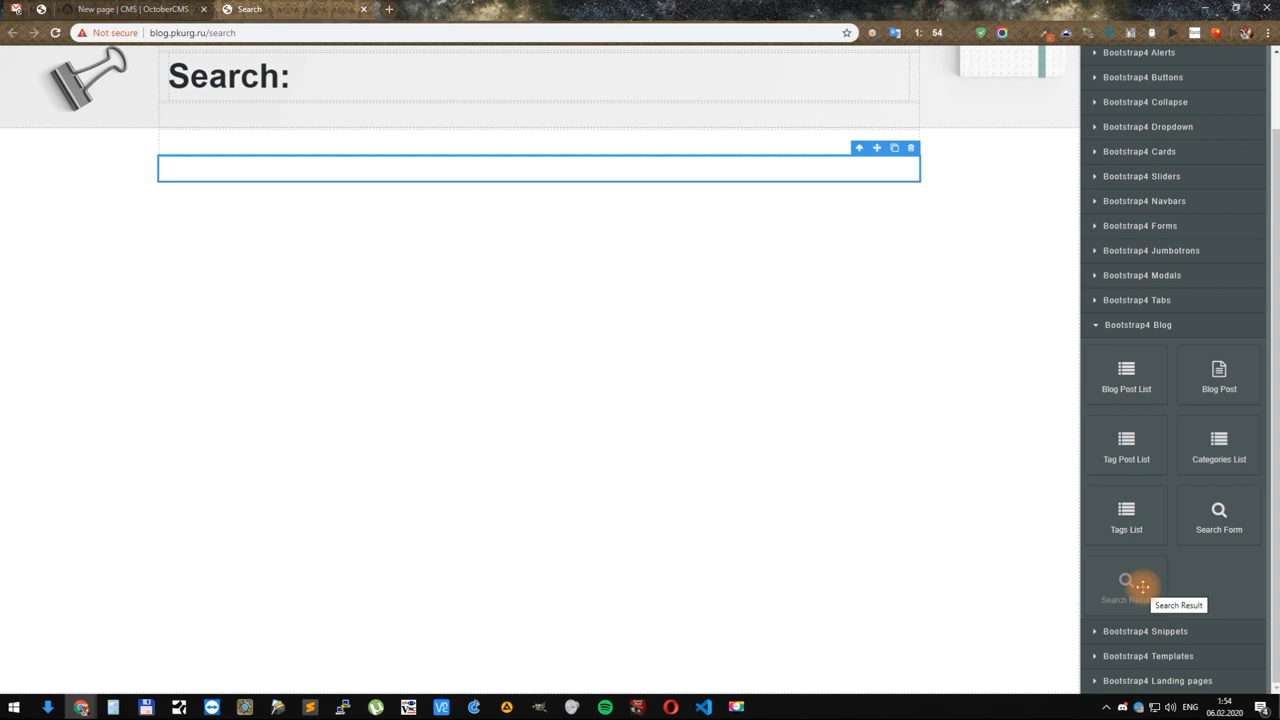 New page | CMS | OctoberCMS
Search
Not secure
blog.pkurg.ru/search
1: 54
Search:
Bootstrap4 Alerts
Bootstrap4 Buttons
Bootstrap4 Collapse
Bootstrap4 Dropdown
Bootstrap4 Cards
Bootstrap4 Sliders
Bootstrap4 Navbars
Bootstrap4 Forms
Bootstrap4 Jumbotrons
Bootstrap4 Modals
Bootstrap4 Tabs
Bootstrap4 Blog
Blog Post List
Blog Post
Tag Post List
Categories List
Tags List
Search Form
Search
Search Result
Bootstrap4 Snippets
Bootstrap4 Templates
Bootstrap4 Landing pages
ENG
1:54
06.02.2020